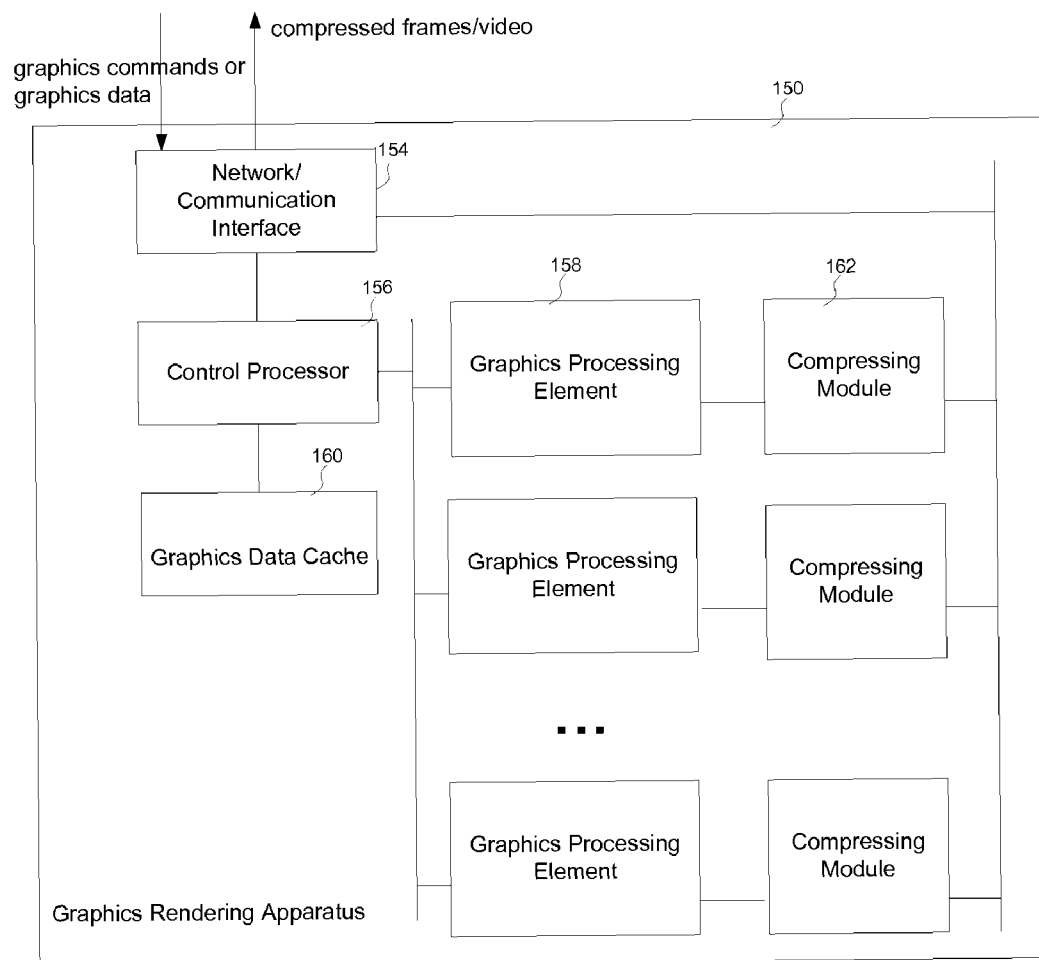 compressed frames/video
graphics commands or
graphics data
150
Network/
Communication
Interface
154
158
162
156
Control Processor
Graphics Processing
Element
Compressing
Module
160
Graphics Data Cache
Graphics Processing
Element
Compressing
Module
...
Graphics Processing
Element
Compressing
Module
Graphics Rendering Apparatus